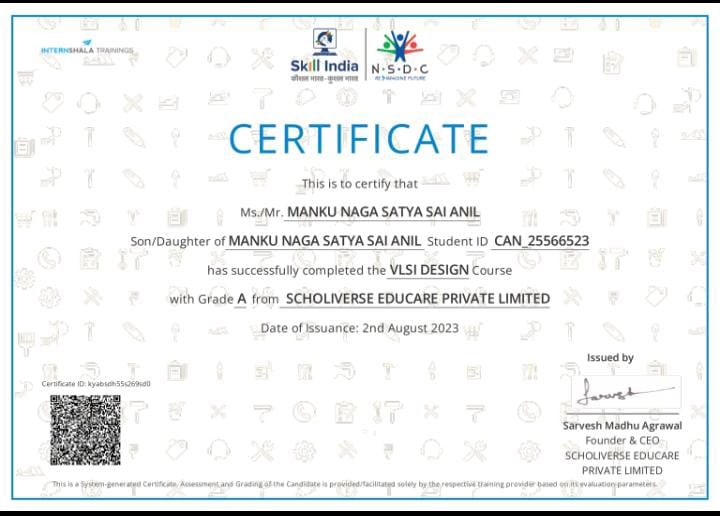 INTERNSHALA TRAININGS
Skill India
कौशल भारत - कुशल भारत
N·S·D·C
RE IMAGINE FUTURE
CERTIFICATE
This is to certify that
Ms./Mr. MANKU NAGA SATYA SAI ANIL
Son/Daughter of MANKU NAGA SATYA SAI ANIL Student ID CAN_25566523
has successfully completed the VLSI DESIGN Course
with Grade A from SCHOLIVERSE EDUCARE PRIVATE LIMITED
Date of Issuance: 2nd August 2023
Issued by
Certificate ID: kyabsdh55s269sd0
Sarvesh
Sarvesh Madhu Agrawal
Founder & CEO
SCHOLIVERSE EDUCARE
PRIVATE LIMITED
This is a System-generated Certificate. Assessment and Grading of the Candidate is provided/facilitated solely by the respective training provider based on its evaluation parameters.